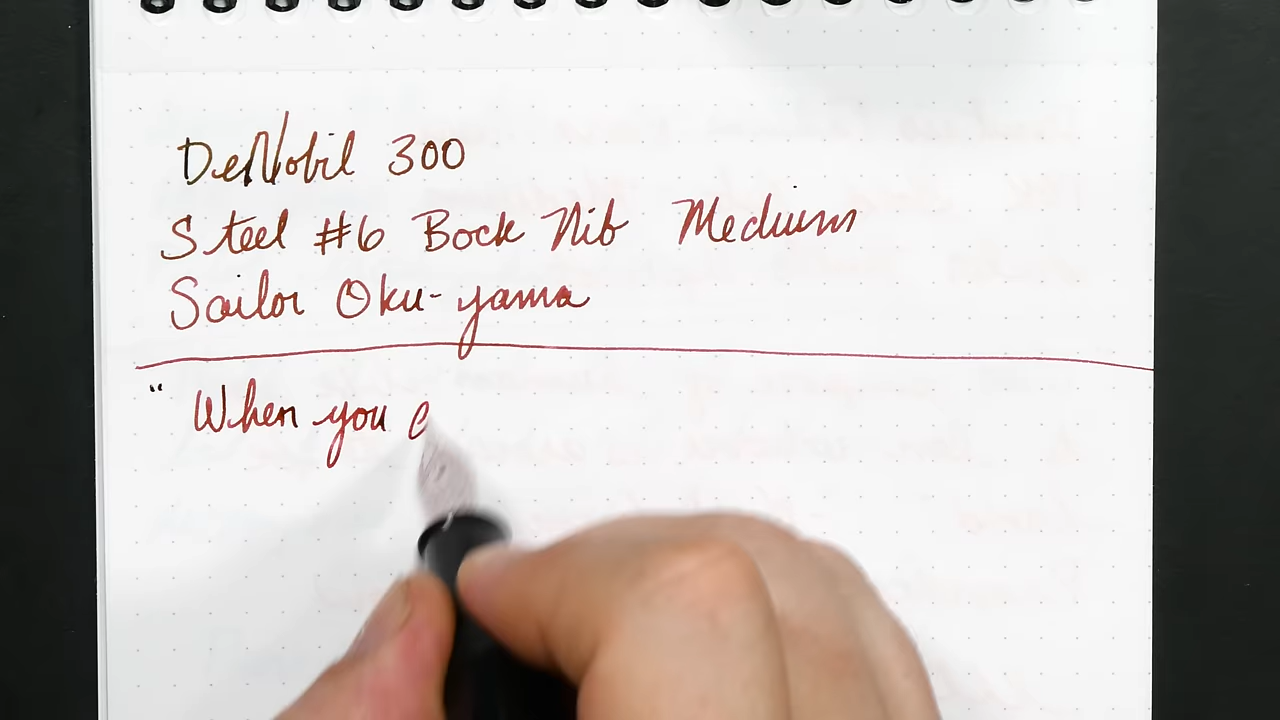 DeNobil 300
Steel #6 Bock Nib Medium
Sailor Oku-yama
" When you